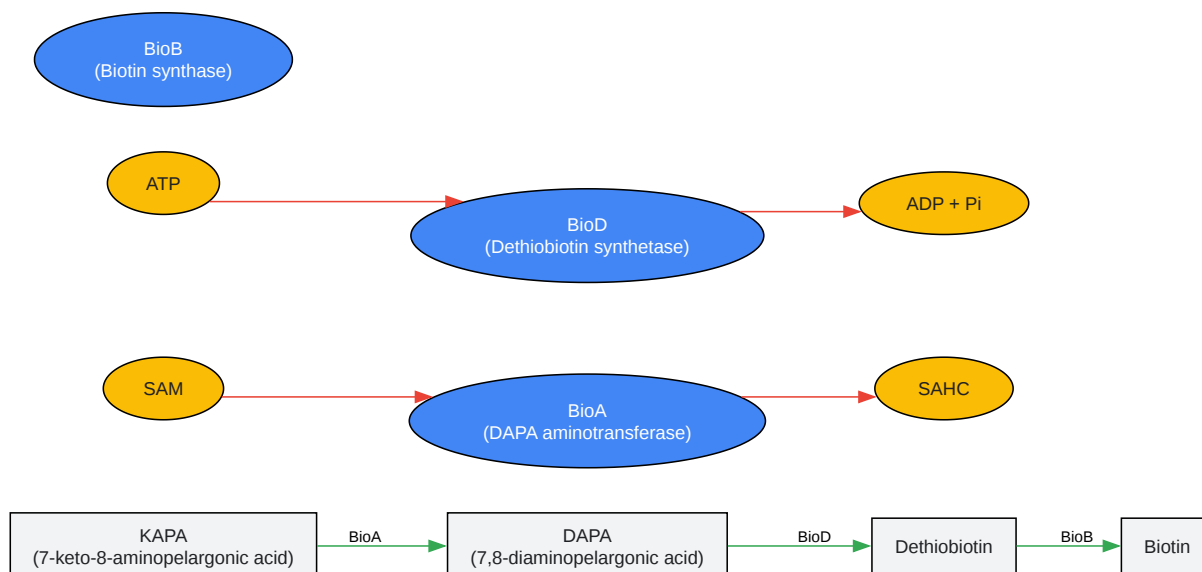 BioB
(Biotin synthase)
ATP
BioD
(Dethiobiotin synthetase)
ADP + Pi
SAM
BioA
(DAPA aminotransferase)
SAHC
KAPA
(7-keto-8-aminopelargonic acid)
BioA
DAPA
(7,8-diaminopelargonic acid)
BioD
Dethiobiotin
BioB
Biotin